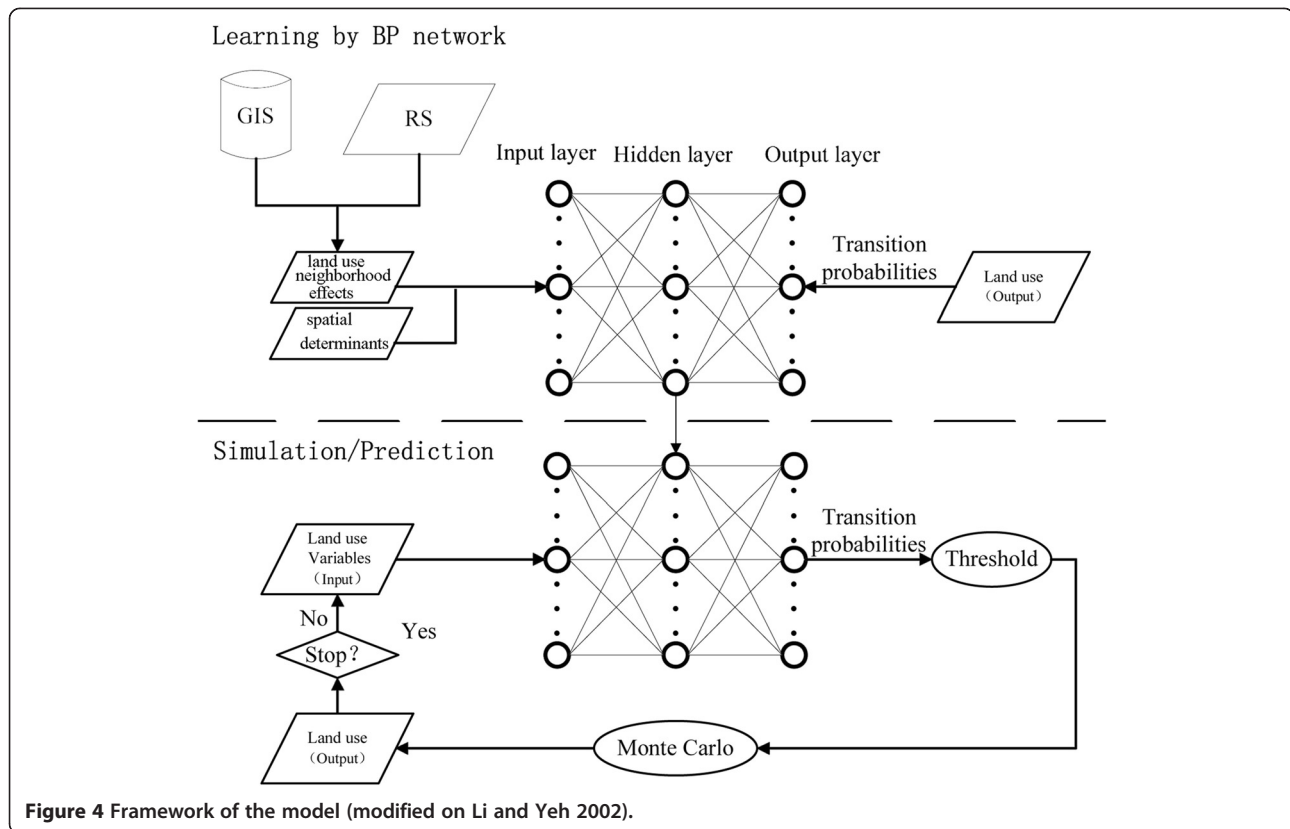 Learning by BP network
GIS
RS
Input layer
Hidden layer
Output layer
land use
neighborhood
effects
spatial
determinants
Transition
probabilities
Land use
（Output）
Simulation/Prediction
Land use
Variables
（Input）
Transition
probabilities
Threshold
No
Yes
Stop?
Land use
（Output）
Monte Carlo
Figure 4 Framework of the model (modified on Li and Yeh 2002).